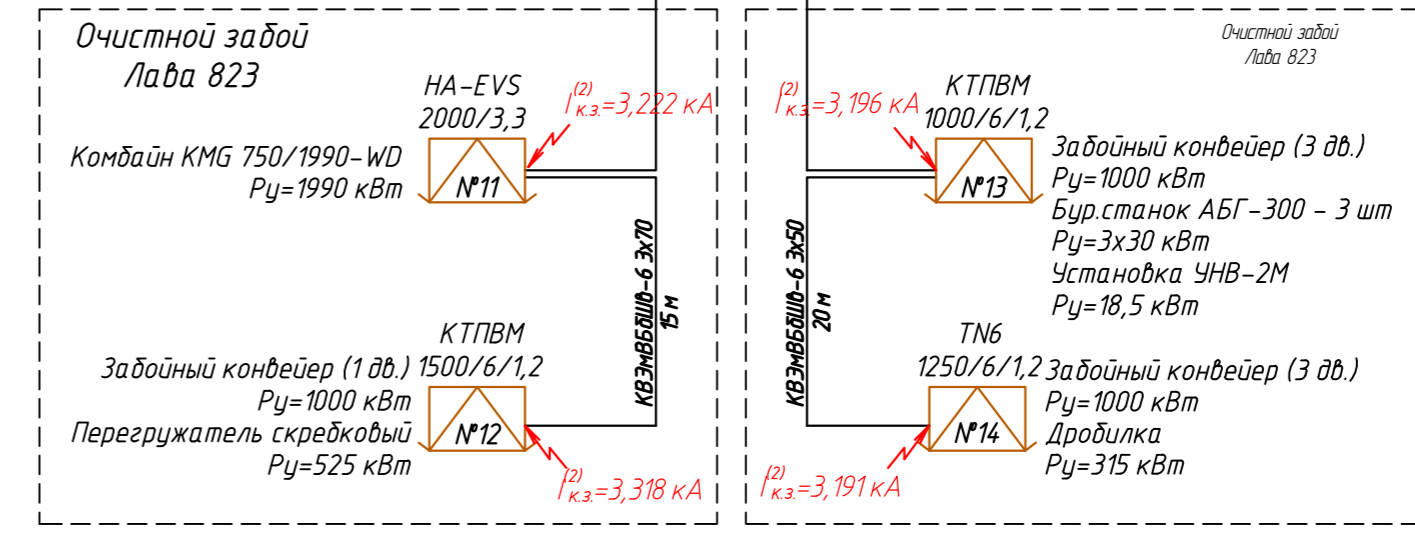 Очистной забой
Лава 823
HA-EVS
2000/3,3
I(2)к.з.=3,222 кА
Комбайн KMG 750/1990-WD
Ру=1990 кВт
№11
КВЭмВБбШв-6 3х70
15 м
КТПВМ
1500/6/1,2
Забойный конвейер (1 дв.)
Ру=1000 кВт
Перегружатель скребковый
Ру=525 кВт
№12
I(2)к.з.=3,318 кА
Очистной забой
Лава 823
I(2)к.з.=3,196 кА
КТПВМ
1000/6/1,2
№13
Забойный конвейер (3 дв.)
Ру=1000 кВт
Бур.станок АБГ-300 - 3 шт
Ру=3х30 кВт
Установка УНВ-2М
Ру=18,5 кВт
КВЭмВБбШв-6 3х50
20 м
TN6
1250/6/1,2
№14
Забойный конвейер (3 дв.)
Ру=1000 кВт
Дробилка
Ру=315 кВт
I(2)к.з.=3,191 кА